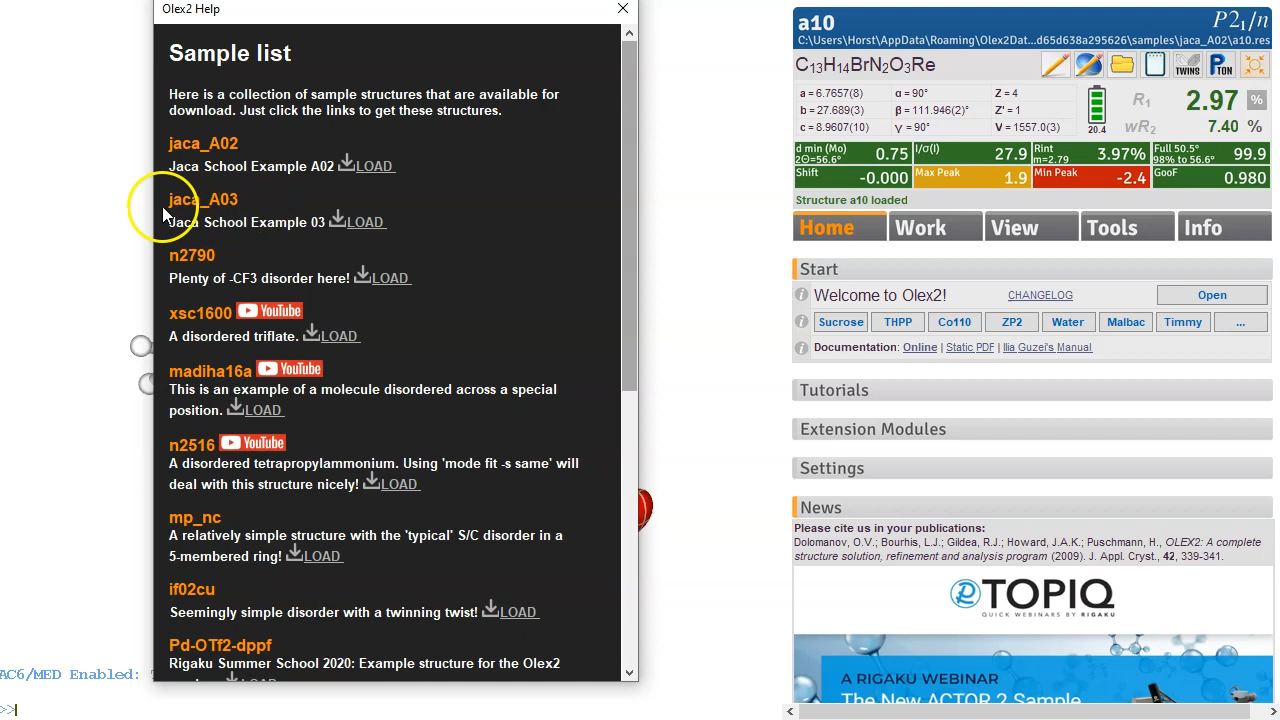 Olex2 Help
Sample list
Here is a collection of sample structures that are available for
download. Just click the links to get these structures.
jaca_A02
Jaca School Example A02 LOAD
jaca_A03
Jaca School Example 03 LOAD
n2790
Plenty of -CF3 disorder here! LOAD
xsc1600 YouTube
A disordered triflate. LOAD
madiha16a YouTube
This is an example of a molecule disordered across a special
position. LOAD
n2516 YouTube
A disordered tetrapropylammonium. Using 'mode fit -s same' will
deal with this structure nicely! LOAD
mp_nc
A relatively simple structure with the 'typical' S/C disorder in a
5-membered ring! LOAD
if02cu
Seemingly simple disorder with a twinning twist! LOAD
Pd-OTf2-dppf
Rigaku Summer School 2020: Example structure for the Olex2
AC6/MED Enabled:
>>
a10 P2₁/n
C:\Users\Horst\AppData\Roaming\Olex2Dat...d65d638a295626\samples\jaca_A02\a10.res
C₁₃H₁₄BrN₂O₃Re TWINS PTON
a = 6.7657(8) α = 90° Z = 4
b = 27.689(3) β = 111.946(2)° Z' = 1
c = 8.9607(10) γ = 90° V = 1557.0(3)
20.4
R₁ 2.97 %
wR₂ 7.40 %
d min (Mo) 2Θ=56.6° 0.75 I/σ(I) 27.9 Rint m=2.79 3.97% Full 50.5° 98% to 56.6° 99.9
Shift -0.000 Max Peak 1.9 Min Peak -2.4 GooF 0.980
Structure a10 loaded
Home Work View Tools Info
Start
Welcome to Olex2! CHANGELOG Open
Sucrose THPP Co110 ZP2 Water Malbac Timmy ...
Documentation: Online | Static PDF | Ilia Guzei's Manual
Tutorials
Extension Modules
Settings
News
Please cite us in your publications:
Dolomanov, O.V.; Bourhis, L.J.; Gildea, R.J.; Howard, J.A.K.; Puschmann, H., OLEX2: A complete
structure solution, refinement and analysis program (2009). J. Appl. Cryst., 42, 339-341.
TOPIQ
QUICK WEBINARS BY RIGAKU
A RIGAKU WEBINAR
The New ACTOR 2 Sample